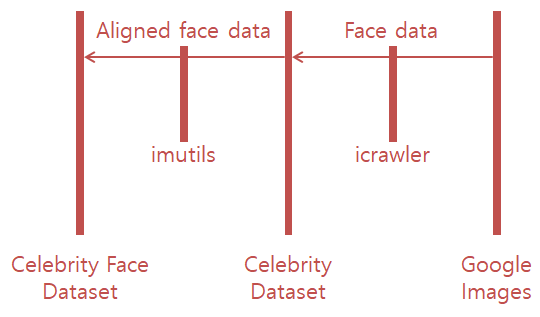 Aligned face data
Face data
imutils
icrawler
Celebrity Face
Dataset
Celebrity
Dataset
Google
Images